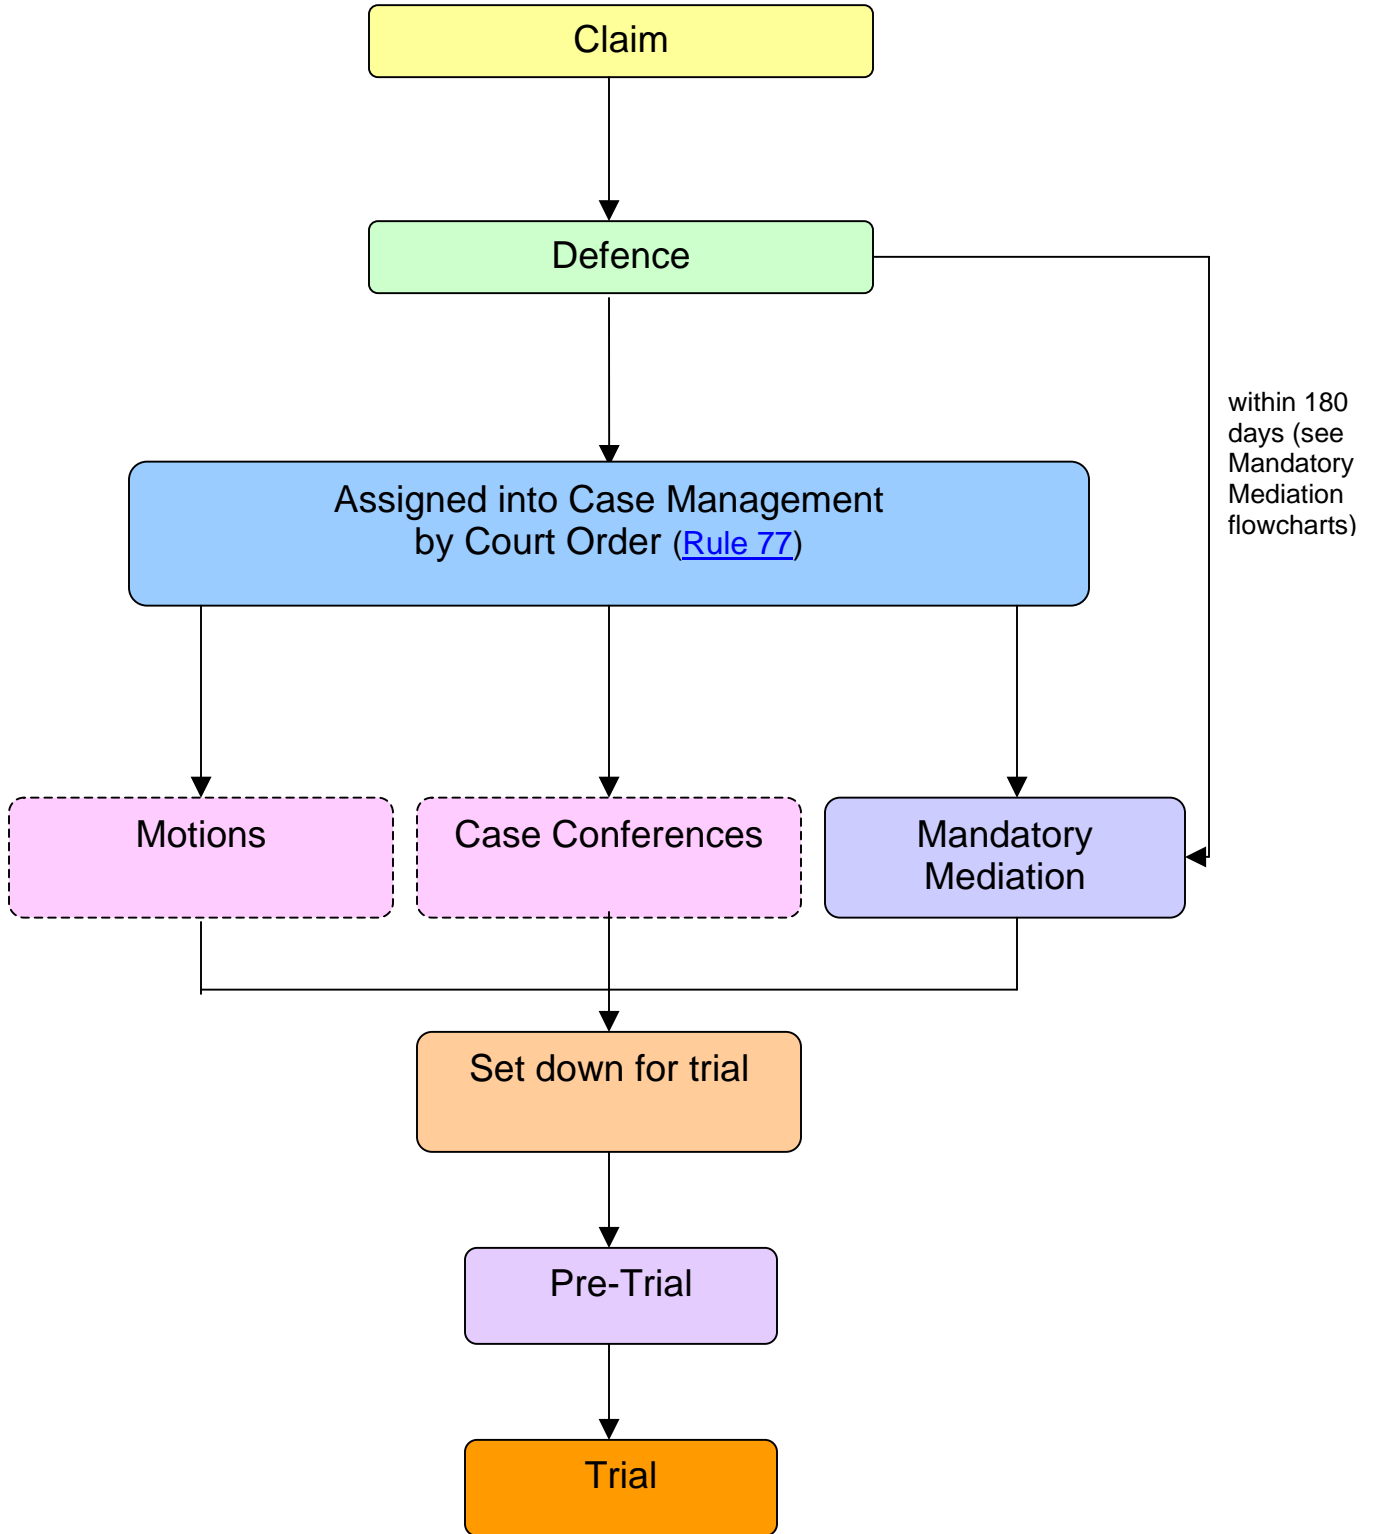 Claim
Defence
within 180
days (see
Mandatory
Mediation
flowcharts)
Assigned into Case Management
by Court Order (Rule 77)
Motions
Case Conferences
Mandatory
Mediation
Set down for trial
Pre-Trial
Trial